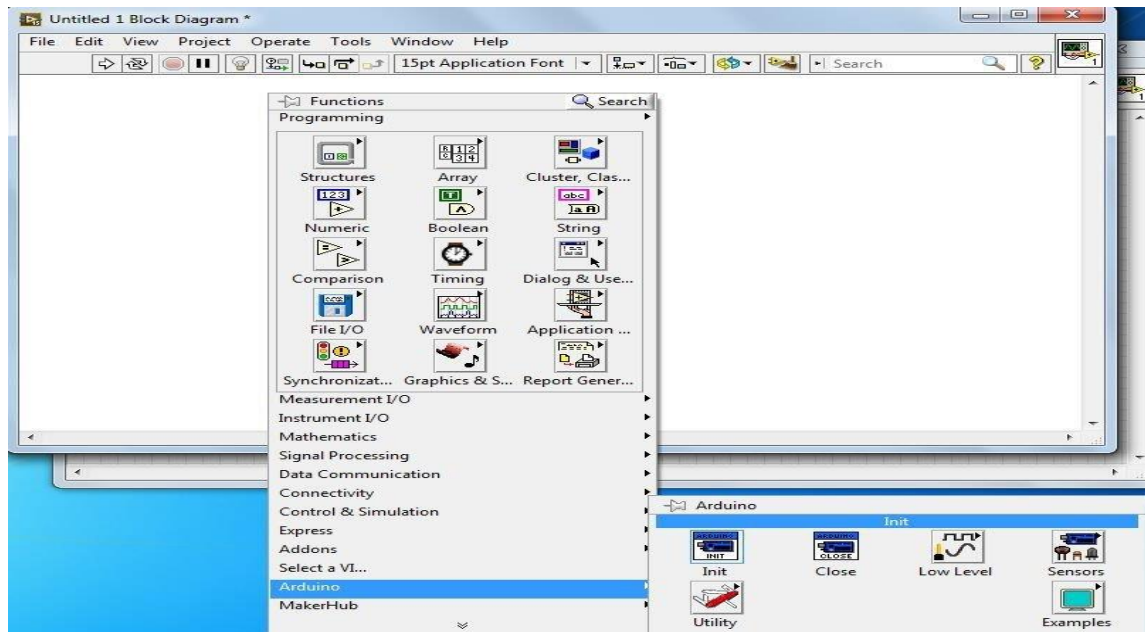 Untitled 1 Block Diagram *
File Edit View Project Operate Tools Window Help
15pt Application Font
Search
Functions Search
Programming
Structures Array Cluster, Clas...
Numeric Boolean String
Comparison Timing Dialog & Use...
File I/O Waveform Application ...
Synchronizat... Graphics & S... Report Gener...
Measurement I/O
Instrument I/O
Mathematics
Signal Processing
Data Communication
Connectivity
Control & Simulation
Express
Addons
Select a VI...
Arduino
MakerHub
Arduino
Init
Init Close Low Level Sensors
Utility Examples